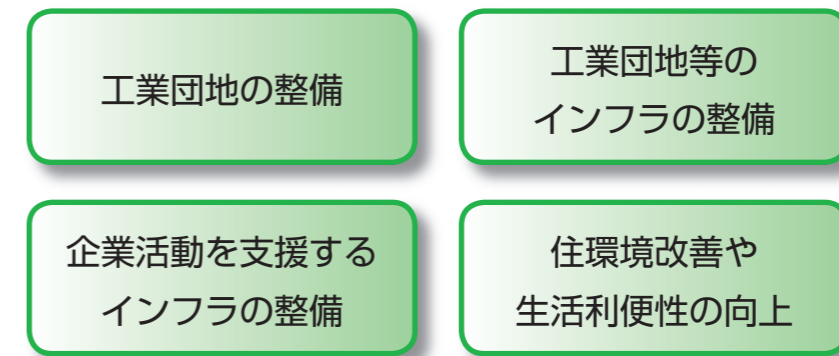 工業団地の整備
工業団地等の
インフラの整備
企業活動を支援する
インフラの整備
住環境改善や
生活利便性の向上